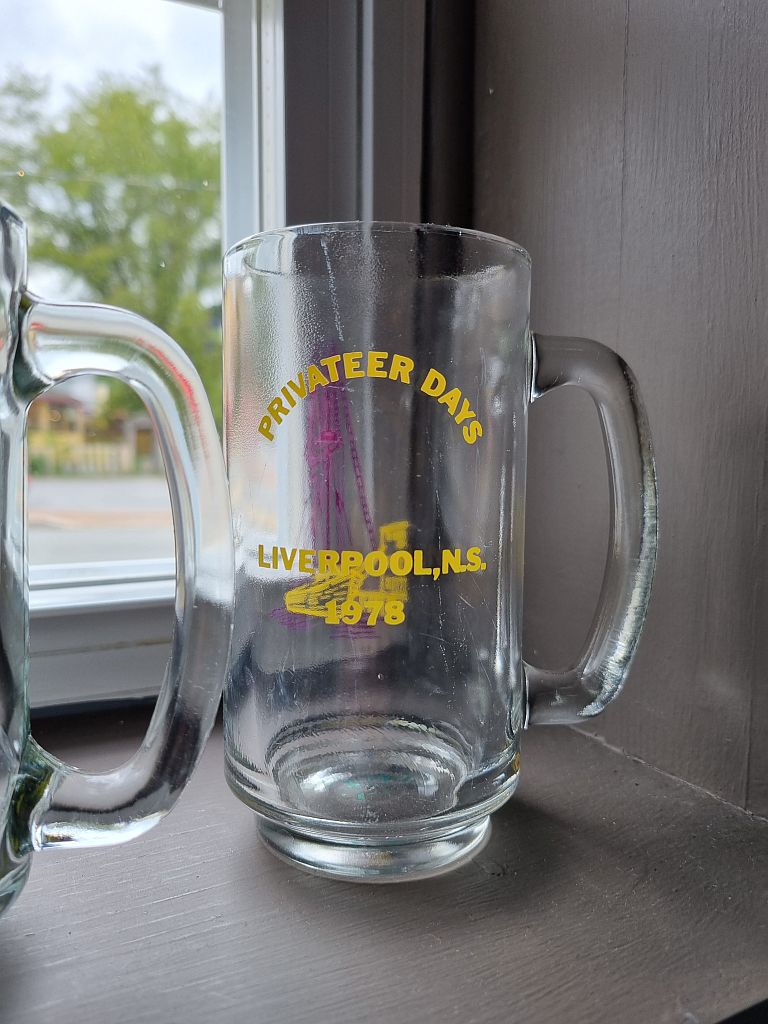 PRIVATEER DAYS
LIVERPOOL, N.S.
1978